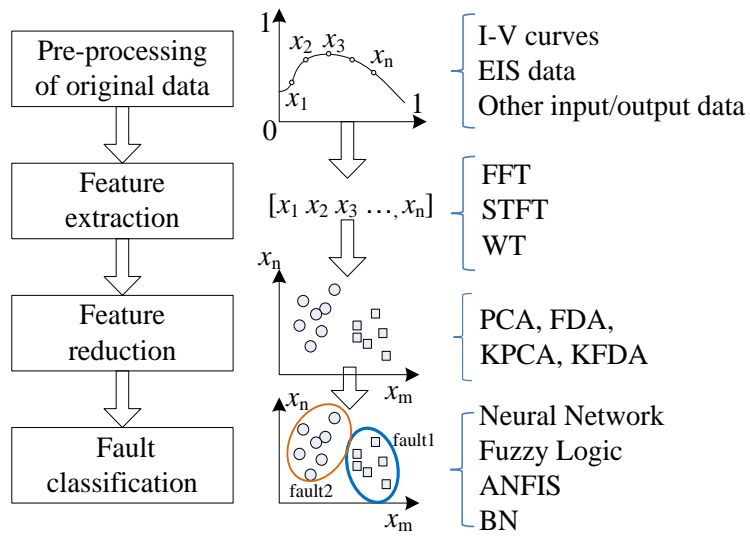 Pre-processing
of original data
1
x2 x3
xn
x1
1
0
I-V curves
EIS data
Other input/output data
Feature
extraction
[x1 x2 x3 …, xn]
FFT
STFT
WT
Feature
reduction
xn
xm
PCA, FDA,
KPCA, KFDA
Fault
classification
xn
fault1
fault2
xm
Neural Network
Fuzzy Logic
ANFIS
BN